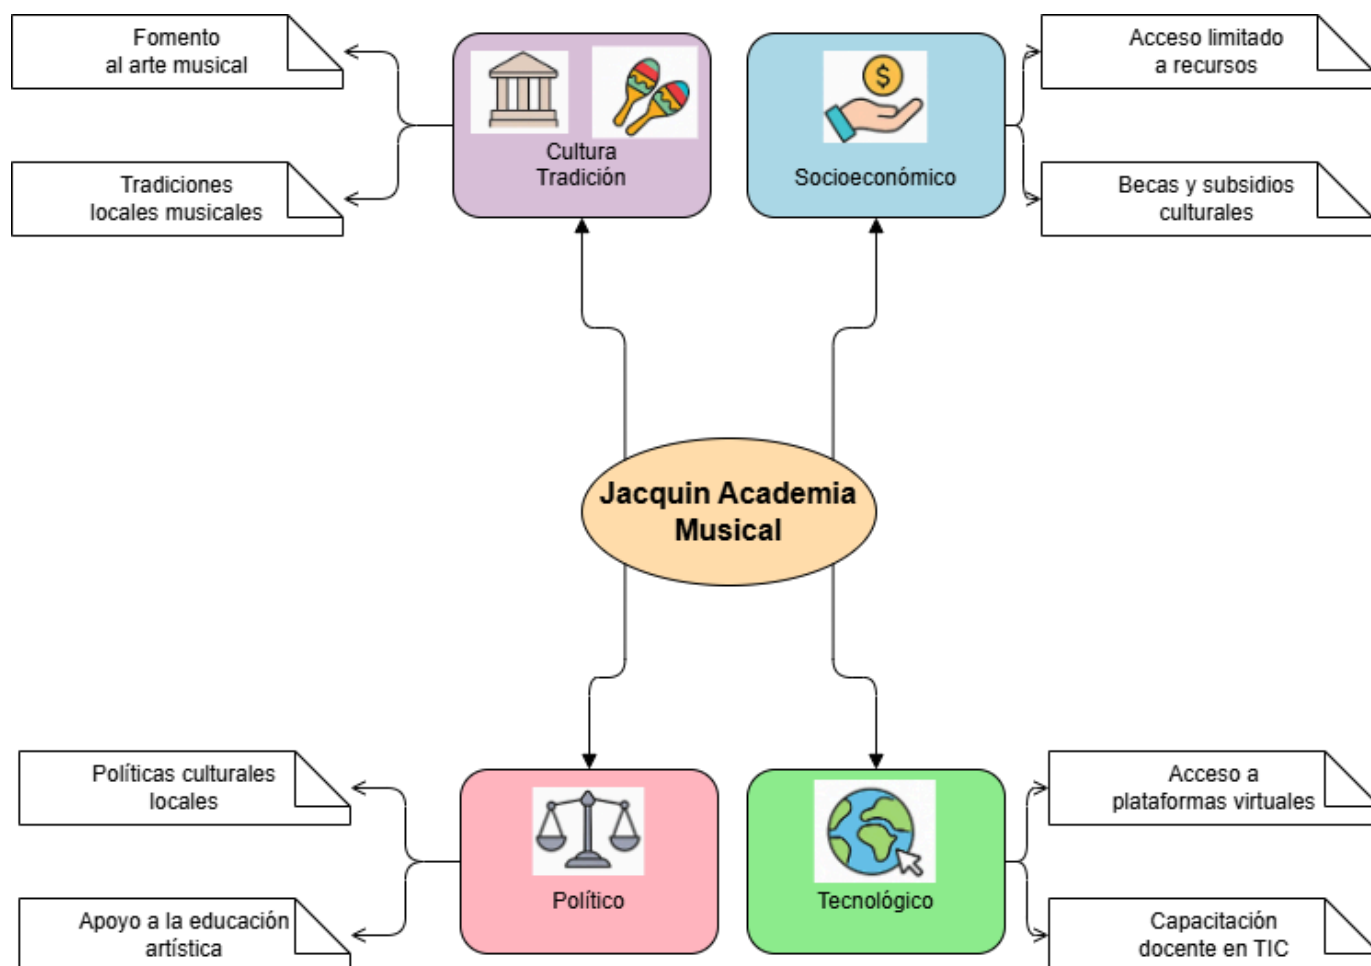 Fomento
al arte musical
Tradiciones
locales musicales
Cultura
Tradición
$
Socioeconómico
Acceso limitado
a recursos
Becas y subsidios
culturales
Jacquin Academia
Musical
Políticas culturales
locales
Apoyo a la educación
artística
Político
Tecnológico
Acceso a
plataformas virtuales
Capacitación
docente en TIC